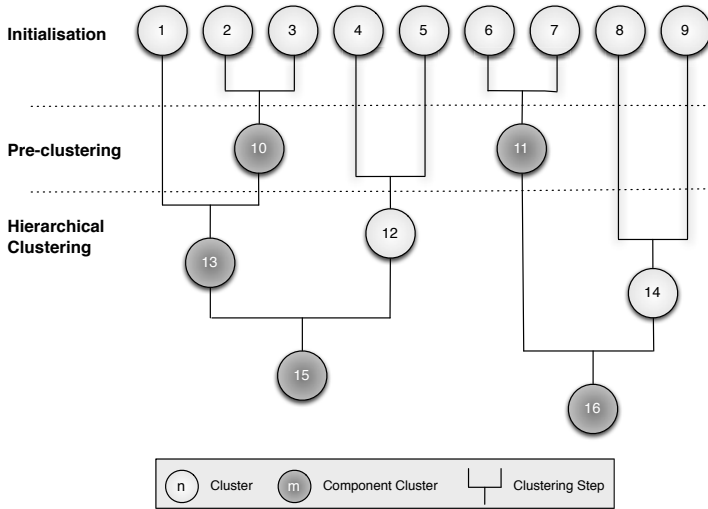 Initialisation
1 2 3 4 5 6 7 8 9
Pre-clustering
10 11
Hierarchical
Clustering
12
13
14
15
16
n Cluster m Component Cluster Clustering Step